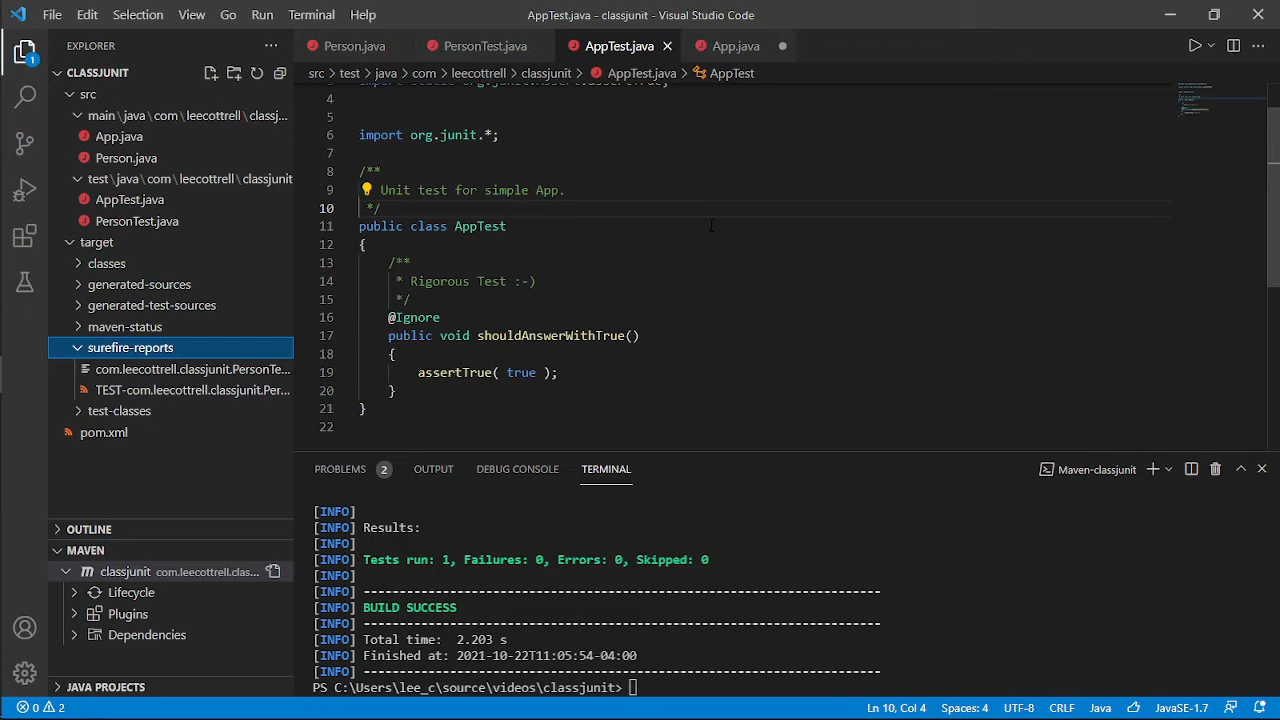 File Edit Selection View Go Run Terminal Help AppTest.java - classjunit - Visual Studio Code
1
EXPLORER
CLASSJUNIT
src
main\java\com\leecottrell\classj...
App.java
Person.java
test\java\com\leecottrell\classjunit
AppTest.java
PersonTest.java
target
classes
generated-sources
generated-test-sources
maven-status
surefire-reports
com.leecottrell.classjunit.PersonTe...
TEST-com.leecottrell.classjunit.Per...
test-classes
pom.xml
OUTLINE
MAVEN
classjunit com.leecottrell.clas...
Lifecycle
Plugins
Dependencies
JAVA PROJECTS
Person.java PersonTest.java AppTest.java App.java
src > test > java > com > leecottrell > classjunit > AppTest.java > AppTest
4
5
6 import org.junit.*;
7
8 /**
9 Unit test for simple App.
10 */
11 public class AppTest
12 {
13 /**
14 * Rigorous Test :-)
15 */
16 @Ignore
17 public void shouldAnswerWithTrue()
18 {
19 assertTrue( true );
20 }
21 }
22
PROBLEMS 2 OUTPUT DEBUG CONSOLE TERMINAL Maven-classjunit
[INFO]
[INFO] Results:
[INFO]
[INFO] Tests run: 1, Failures: 0, Errors: 0, Skipped: 0
[INFO]
[INFO] ------------------------------------------------------------------------
[INFO] BUILD SUCCESS
[INFO] ------------------------------------------------------------------------
[INFO] Total time:  2.203 s
[INFO] Finished at: 2021-10-22T11:05:54-04:00
[INFO] ------------------------------------------------------------------------
PS C:\Users\lee_c\source\videos\classjunit>
0 2 Ln 10, Col 4 Spaces: 4 UTF-8 CRLF Java JavaSE-1.7